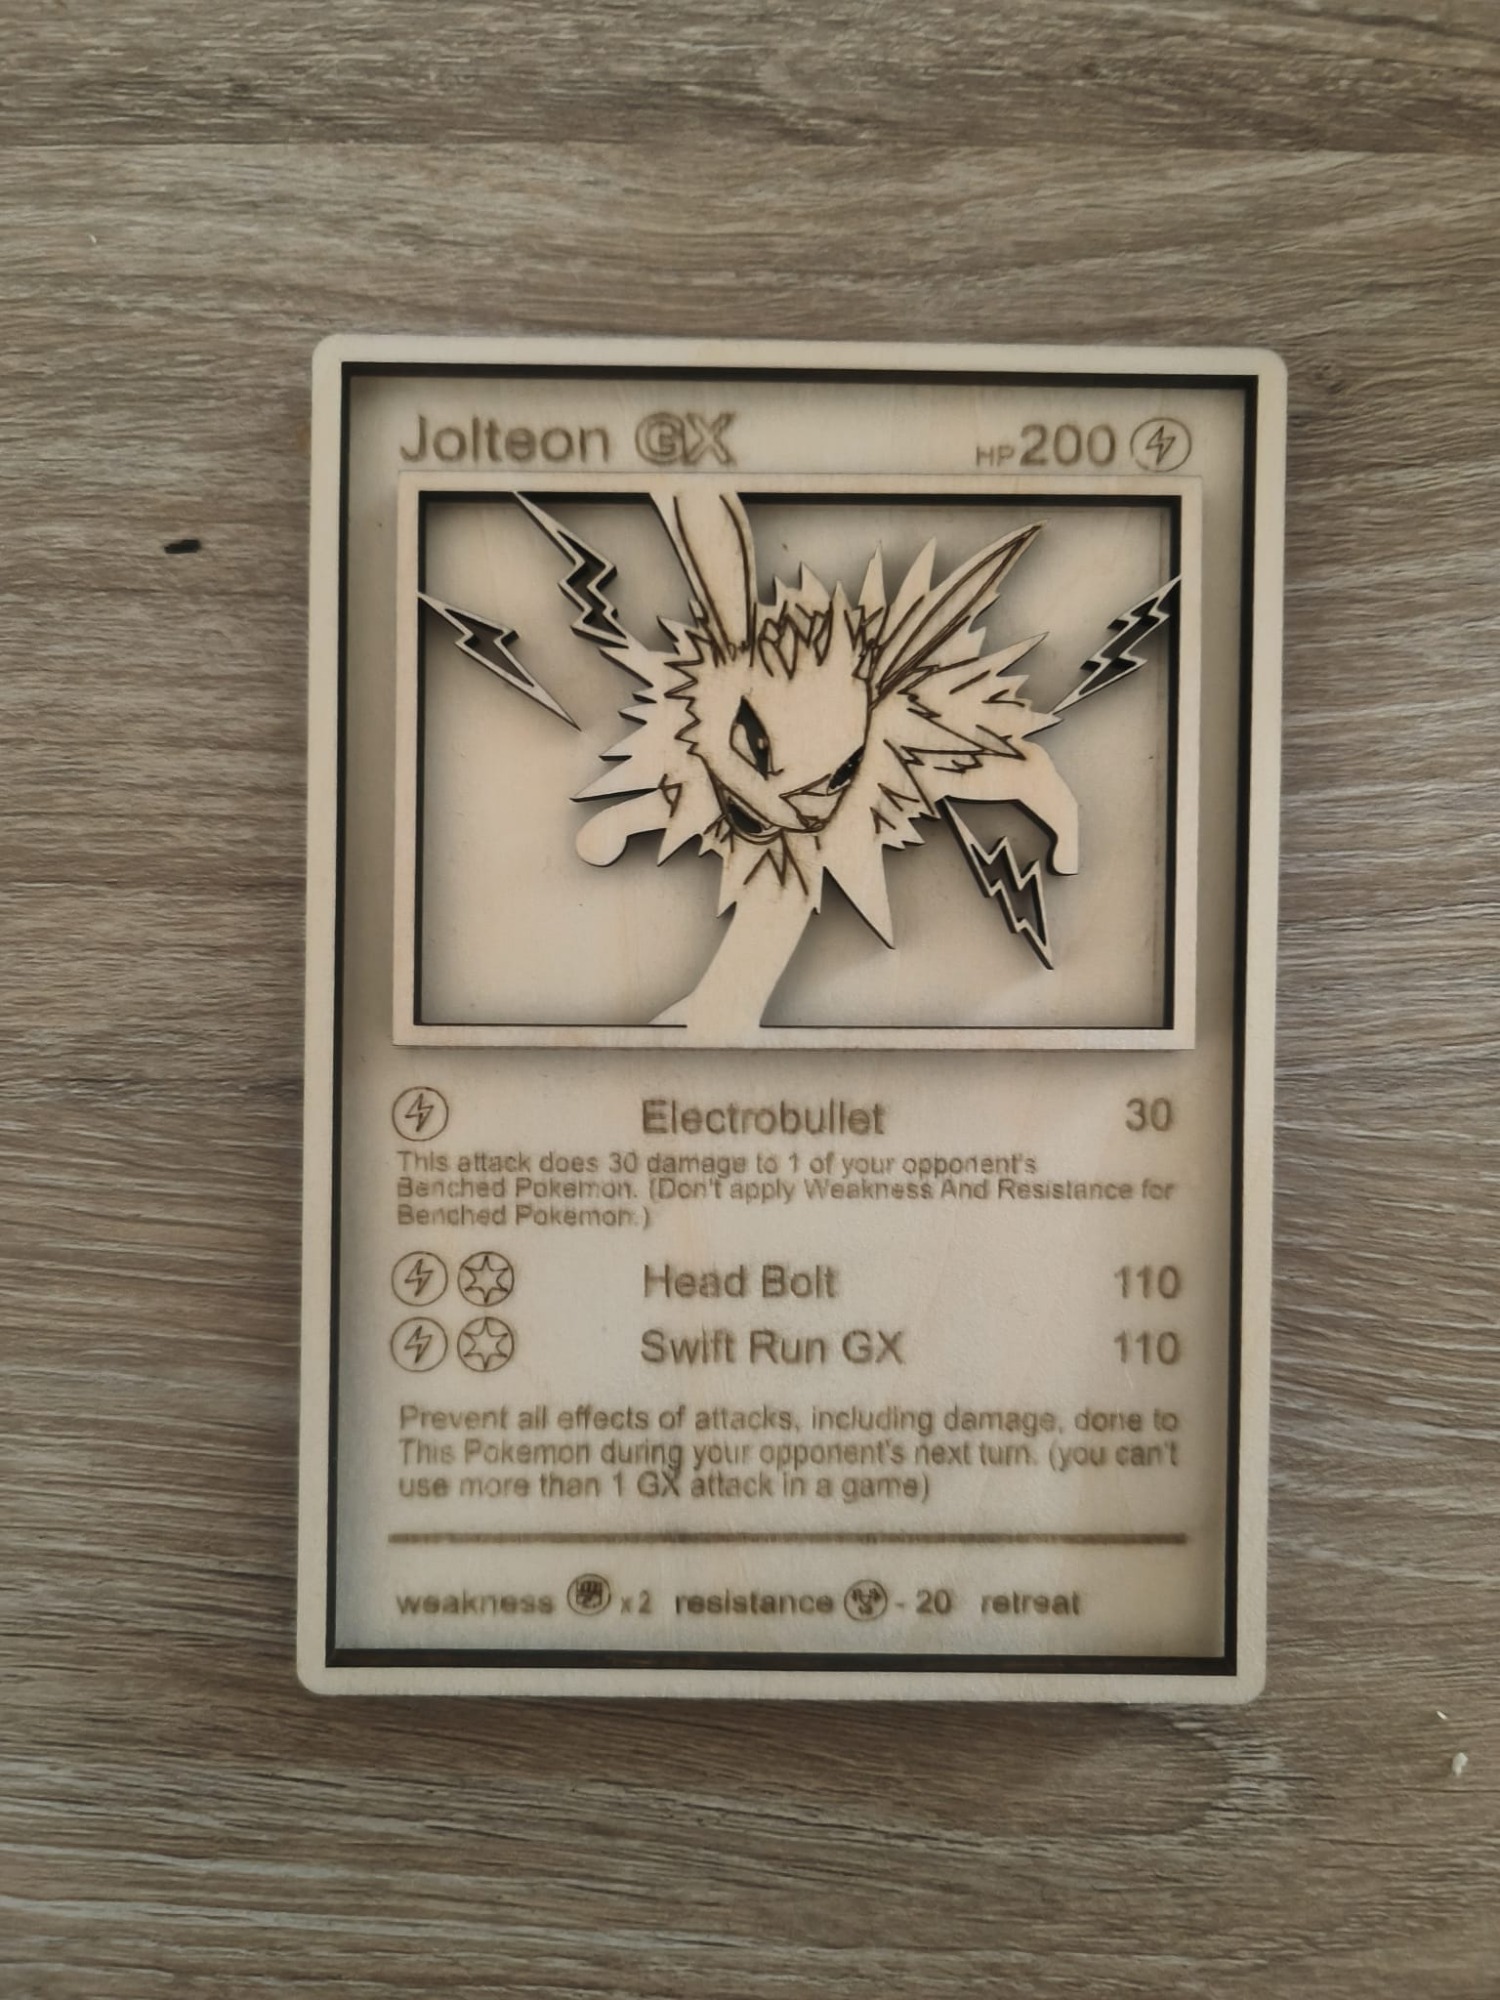 Jolteon GX HP 200
Electrobullet 30
This attack does 30 damage to 1 of your opponent's
Benched Pokemon. (Don't apply Weakness And Resistance for
Benched Pokemon.)
Head Bolt 110
Swift Run GX 110
Prevent all effects of attacks, including damage, done to
This Pokemon during your opponent's next turn. (you can't
use more than 1 GX attack in a game)
weakness x2 resistance - 20 retreat